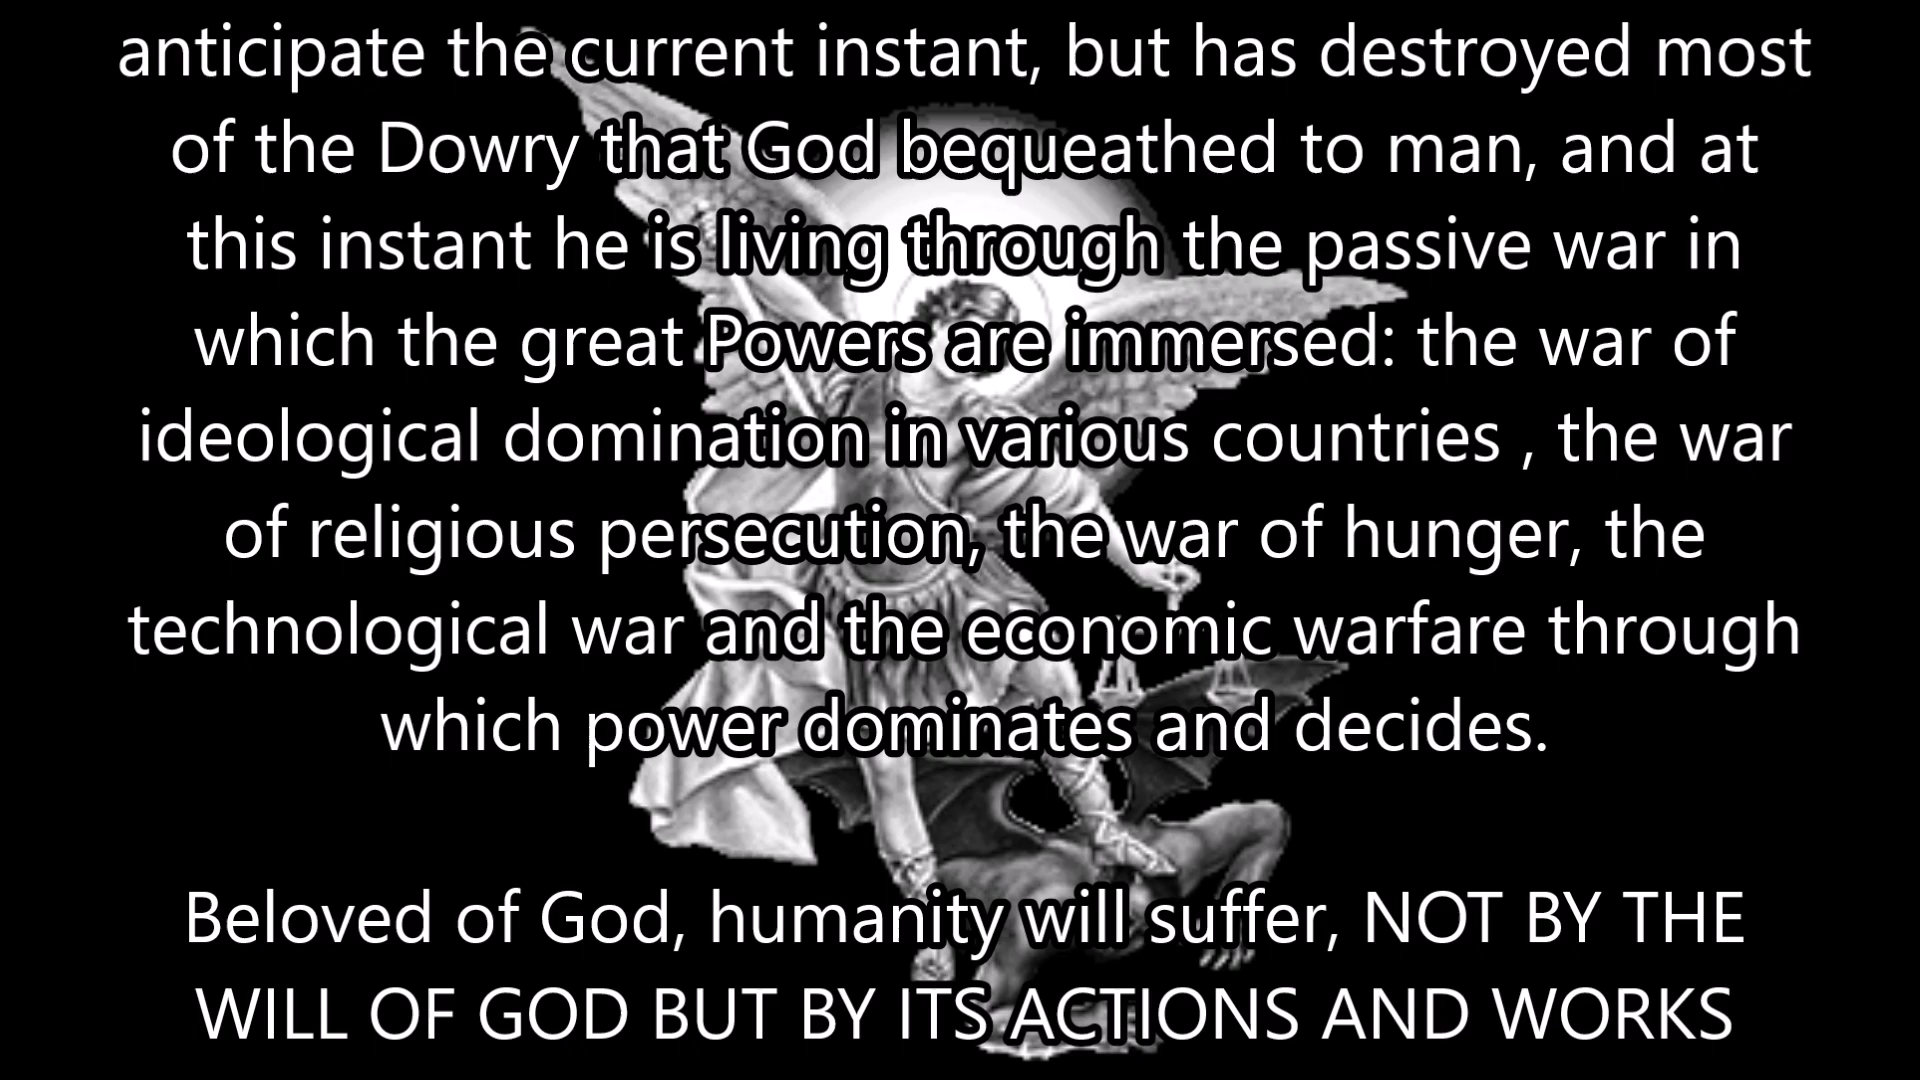 anticipate the current instant, but has destroyed most
of the Dowry that God bequeathed to man, and at
this instant he is living through the passive war in
which the great Powers are immersed: the war of
ideological domination in various countries , the war
of religious persecution, the war of hunger, the
technological war and the economic warfare through
which power dominates and decides.
Beloved of God, humanity will suffer, NOT BY THE
WILL OF GOD BUT BY ITS ACTIONS AND WORKS